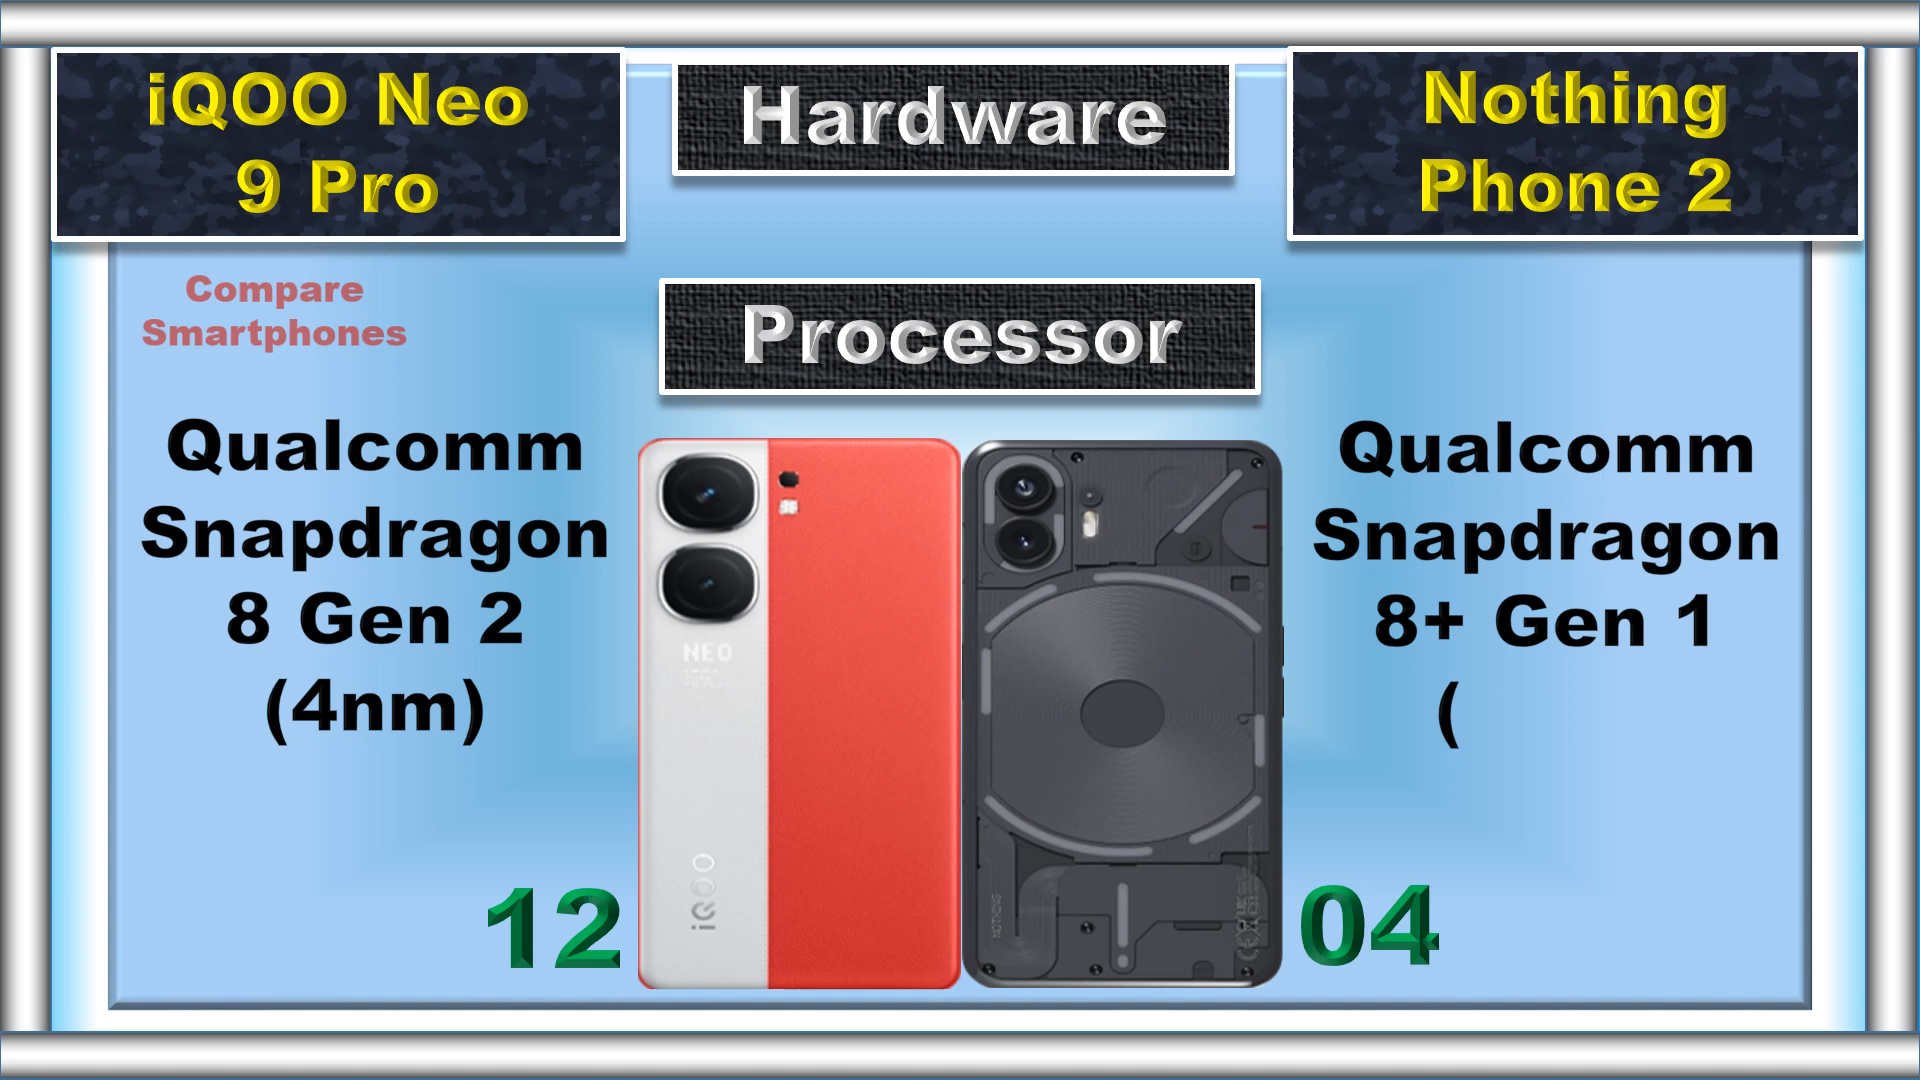 iQOO Neo
9 Pro
Hardware
Nothing
Phone 2
Compare
Smartphones
Processor
Qualcomm
Snapdragon
8 Gen 2
(4nm)
Qualcomm
Snapdragon
8+ Gen 1
(
NEO
iQOO
NOTHING
12
04